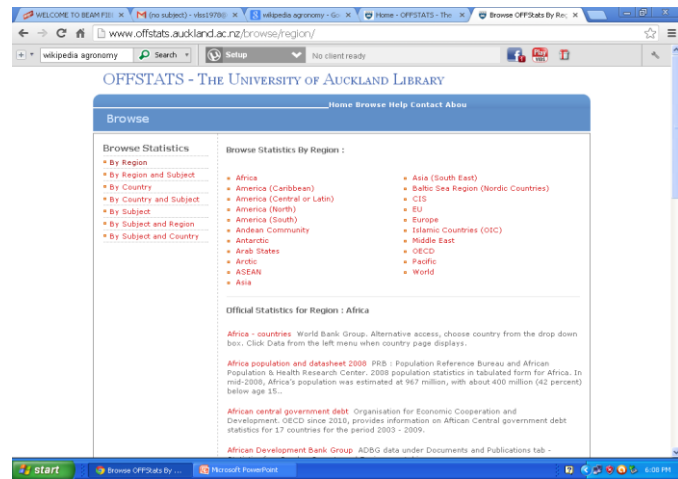 WELCOME TO BEAM FISI
M (no subject) - vlss1970@
wikipedia agronomy - Go
Home - OFFSTATS - The
Browse OFFStats By Reg
www.offstats.auckland.ac.nz/browse/region/
wikipedia agronomy
Search
Setup
No client ready
OFFSTATS - The University of Auckland Library
Home Browse Help Contact Abou
Browse
Browse Statistics
By Region
By Region and Subject
By Country
By Country and Subject
By Subject
By Subject and Region
By Subject and Country
Browse Statistics By Region :
Africa
America (Caribbean)
America (Central or Latin)
America (North)
America (South)
Andean Community
Antarctic
Arab States
Arctic
ASEAN
Asia
Asia (South East)
Baltic Sea Region (Nordic Countries)
CIS
EU
Europe
Islamic Countries (OIC)
Middle East
OECD
Pacific
World
Official Statistics for Region : Africa
Africa - countries World Bank Group. Alternative access, choose country from the drop down
box. Click Data from the left menu when country page displays.
Africa population and datasheet 2008 PRB : Population Reference Bureau and African
Population & Health Research Center. 2008 population statistics in tabulated form for Africa. In
mid-2008, Africa's population was estimated at 967 million, with about 400 million (42 percent)
below age 15..
African central government debt Organisation for Economic Cooperation and
Development. OECD since 2010, provides information on Aftican Central government debt
statistics for 17 countries for the period 2003 - 2009.
African Development Bank Group ADBG data under Documents and Publications tab -
start
Browse OFFStats By ...
Microsoft PowerPoint
6:08 PM